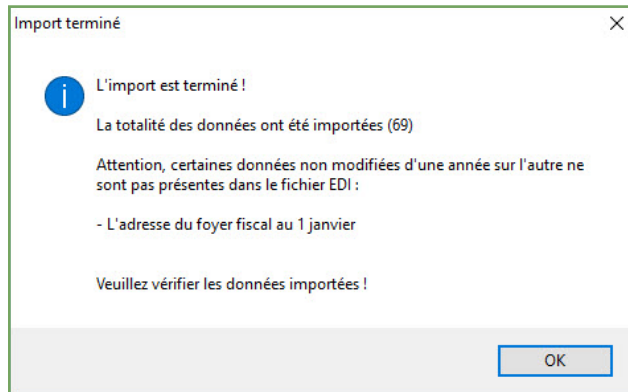 Import terminé
L'import est terminé !
La totalité des données ont été importées (69)
Attention, certaines données non modifiées d'une année sur l'autre ne
sont pas présentes dans le fichier EDI :
- L'adresse du foyer fiscal au 1 janvier
Veuillez vérifier les données importées !
OK